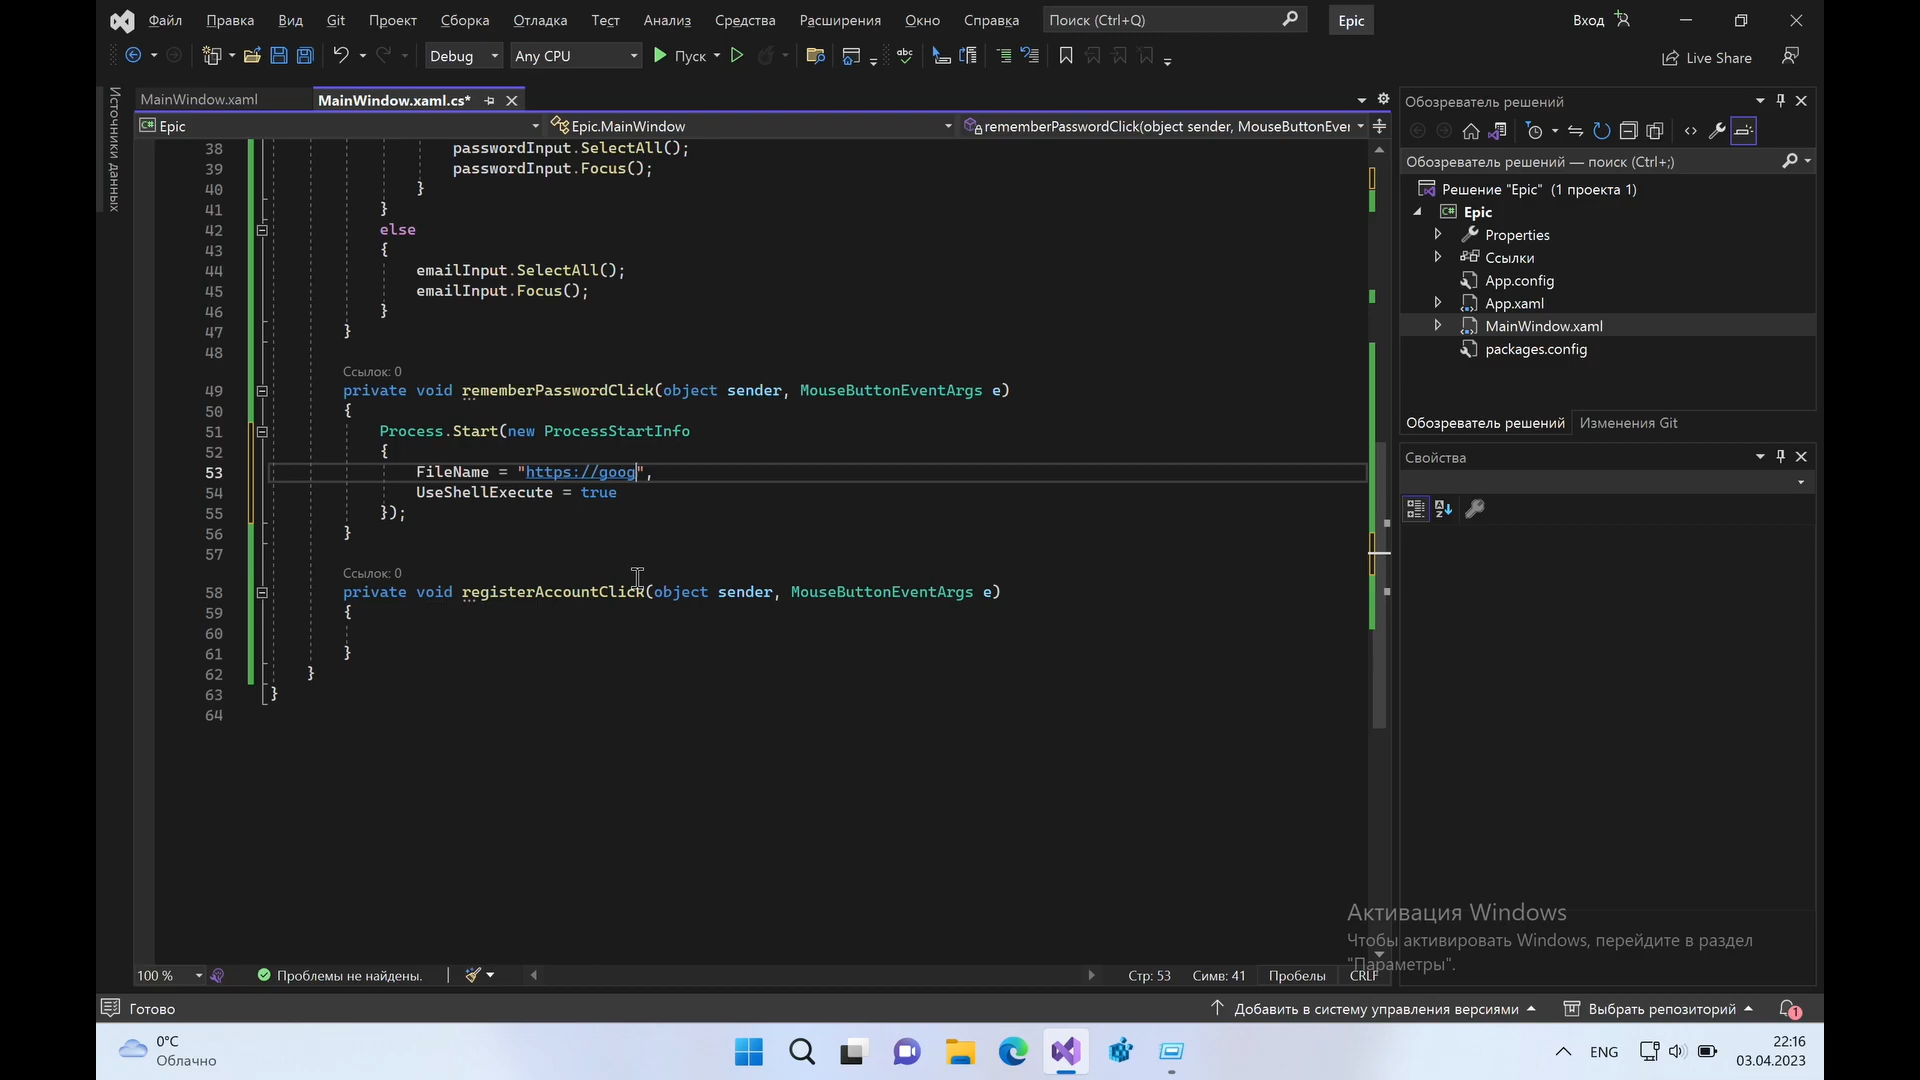 Файл Правка Вид Git Проект Сборка Отладка Тест Анализ Средства Расширения Окно Справка Поиск (Ctrl+Q) Epic Вход
Debug Any CPU Пуск abc Live Share
Источники данных
MainWindow.xaml MainWindow.xaml.cs*
C# Epic Epic.MainWindow rememberPasswordClick(object sender, MouseButtonEver
38 passwordInput.SelectAll();
39 passwordInput.Focus();
40 }
41 }
42 else
43 {
44 emailInput.SelectAll();
45 emailInput.Focus();
46 }
47 }
48
Ссылок: 0
49 private void rememberPasswordClick(object sender, MouseButtonEventArgs e)
50 {
51 Process.Start(new ProcessStartInfo
52 {
53 FileName = "https://goog",
54 UseShellExecute = true
55 });
56 }
57
Ссылок: 0
58 private void registerAccountClick(object sender, MouseButtonEventArgs e)
59 {
60
61 }
62 }
63 }
64
100 % Проблемы не найдены. Стр: 53 Симв: 41 Пробелы CRLF
Обозреватель решений
Обозреватель решений — поиск (Ctrl+;)
Решение "Epic" (1 проекта 1)
C# Epic
Properties
Ссылки
App.config
App.xaml
MainWindow.xaml
packages.config
Обозреватель решений Изменения Git
Свойства
Активация Windows
Чтобы активировать Windows, перейдите в раздел
"Параметры".
Готово Добавить в систему управления версиями Выбрать репозиторий 1
0°C
Облачно
ENG
22:16
03.04.2023